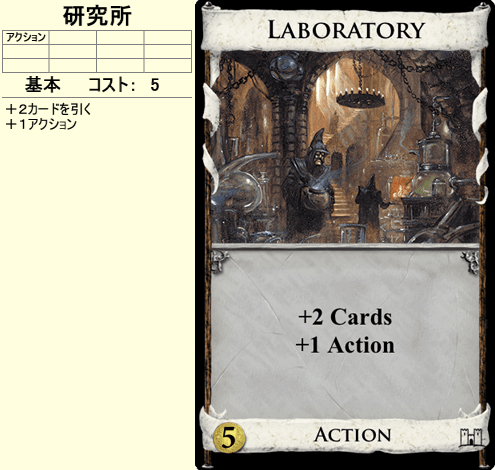 研究所
アクション
基本 コスト: 5
+2カードを引く
+1アクション
LABORATORY
+2 Cards
+1 Action
5
ACTION